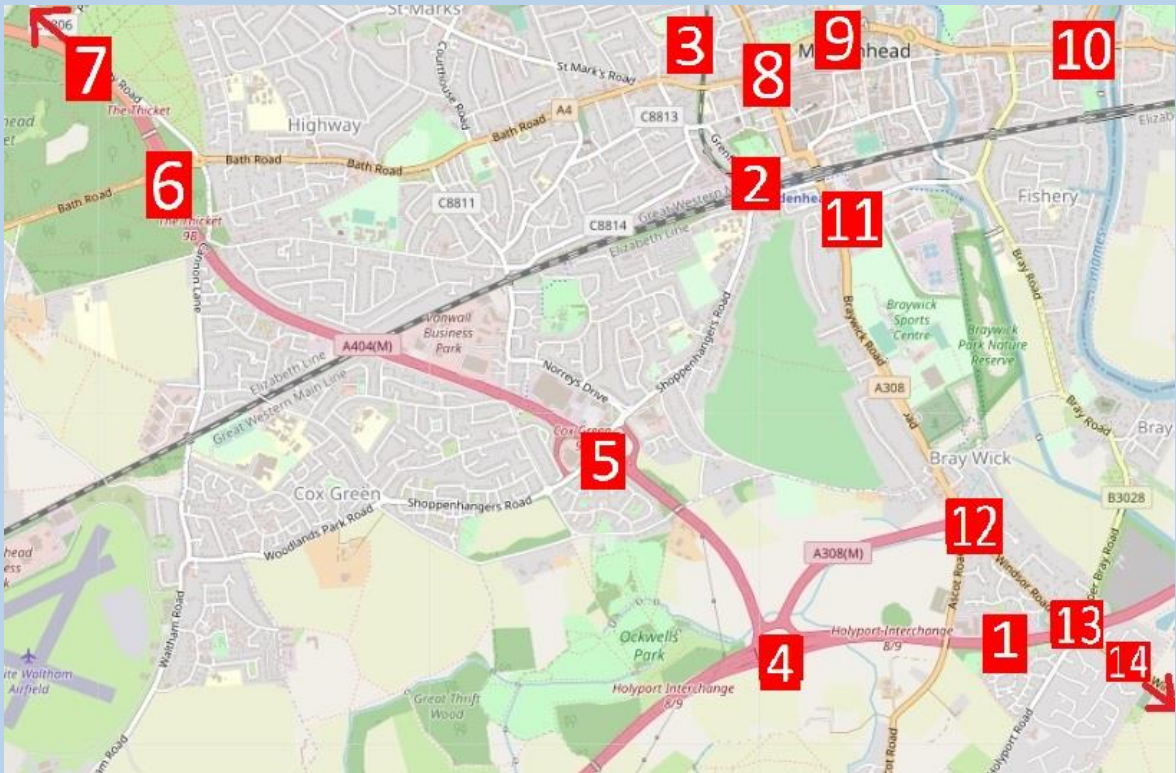 St-Marks
3
9
Maidenhead
10
7
8
St Mark's Road
The Thicket
Courthouse Road
A4
C8813
Highway
Bath Road
Bath Road
Bath Road
6
Bath Road
2
Fishery
C8811
C8814
11
The Thicket
9B
Elizabeth Line
Cannon Lane
Bray Road
Thames
Vanwall
Business
Park
Braywick
Sports
Centre
Braywick
Park Nature
Reserve
Braywick Road
A404(M)
Shoppenhangers Road
Elizabeth Line
Great Western Main Line
Norreys Drive
A308
Bray Road
Bray
5
Bray Wick
Cox Green
Shoppenhangers Road
B3028
Woodlands Park Road
12
A308(M)
Ascot Road
Windsor Road
Waltham Road
Ockwells
Park
Holyport Interchange
8/9
1
13
4
14
Airfield
Great Thrift
Wood
Holyport Interchange
8/9
Holyport Road